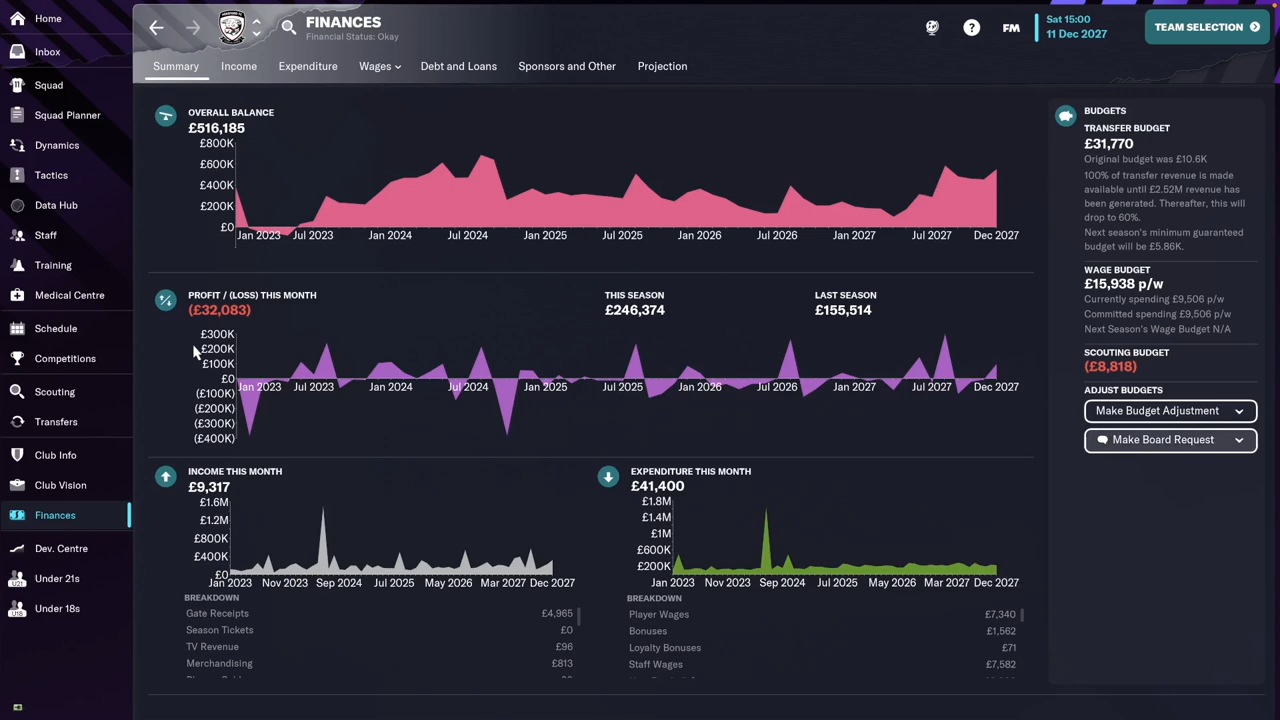 Home
Inbox
Squad
Squad Planner
Dynamics
Tactics
Data Hub
Staff
Training
Medical Centre
Schedule
Competitions
Scouting
Transfers
Club Info
Club Vision
Finances
Dev. Centre
U21
Under 21s
U18
Under 18s
FINANCES
Financial Status: Okay
FM
Sat 15:00
11 Dec 2027
TEAM SELECTION
Summary
Income
Expenditure
Wages
Debt and Loans
Sponsors and Other
Projection
OVERALL BALANCE
£516,185
£800K
£600K
£400K
£200K
£0
Jan 2023 Jul 2023 Jan 2024 Jul 2024 Jan 2025 Jul 2025 Jan 2026 Jul 2026 Jan 2027 Jul 2027 Dec 2027
PROFIT / (LOSS) THIS MONTH
(£32,083)
THIS SEASON
£246,374
LAST SEASON
£155,514
£300K
£200K
£100K
£0
(£100K)
(£200K)
(£300K)
(£400K)
Jan 2023 Jul 2023 Jan 2024 Jul 2024 Jan 2025 Jul 2025 Jan 2026 Jul 2026 Jan 2027 Jul 2027 Dec 2027
INCOME THIS MONTH
£9,317
£1.6M
£1.2M
£800K
£400K
£0
Jan 2023 Nov 2023 Sep 2024 Jul 2025 May 2026 Mar 2027 Dec 2027
BREAKDOWN
Gate Receipts £4,965
Season Tickets £0
TV Revenue £96
Merchandising £813
EXPENDITURE THIS MONTH
£41,400
£1.8M
£1.4M
£1M
£600K
£200K
Jan 2023 Nov 2023 Sep 2024 Jul 2025 May 2026 Mar 2027 Dec 2027
BREAKDOWN
Player Wages £7,340
Bonuses £1,562
Loyalty Bonuses £71
Staff Wages £7,582
BUDGETS
TRANSFER BUDGET
£31,770
Original budget was £10.6K
100% of transfer revenue is made
available until £2.52M revenue has
been generated. Thereafter, this will
drop to 60%.
Next season's minimum guaranteed
budget will be £5.86K.
WAGE BUDGET
£15,938 p/w
Currently spending £9,506 p/w
Committed spending £9,506 p/w
Next Season's Wage Budget N/A
SCOUTING BUDGET
(£8,818)
ADJUST BUDGETS
Make Budget Adjustment
Make Board Request